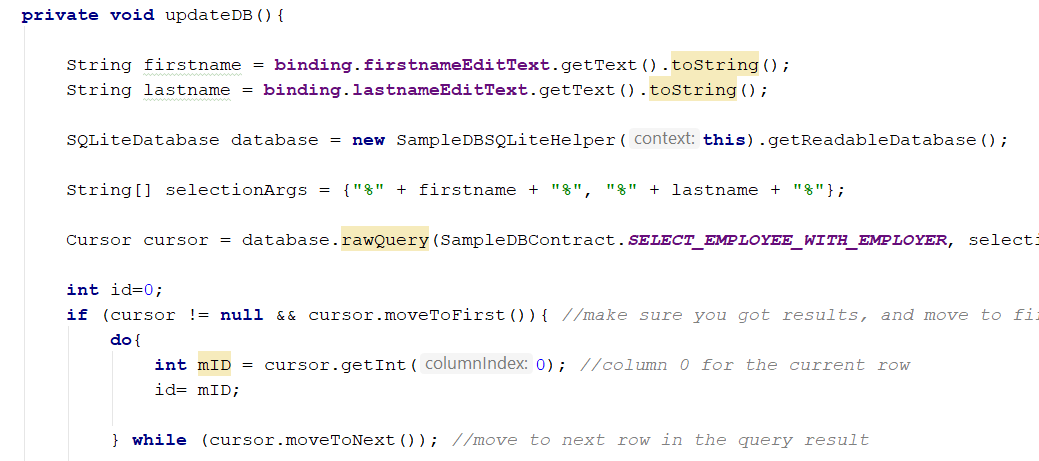 private void updateDB(){
String firstname = binding.firstnameEditText.getText().toString();
String lastname = binding.lastnameEditText.getText().toString();
SQLiteDatabase database = new SampleDBSQLiteHelper( context: this).getReadableDatabase();
String[] selectionArgs = {"%" + firstname + "%", "%" + lastname + "%"};
Cursor cursor = database.rawQuery(SampleDBContract.SELECT_EMPLOYEE_WITH_EMPLOYER, selecti
int id=0;
if (cursor != null && cursor.moveToFirst()){ //make sure you got results, and move to fi
do{
int mID = cursor.getInt( columnIndex: 0); //column 0 for the current row
id= mID;
} while (cursor.moveToNext()); //move to next row in the query result